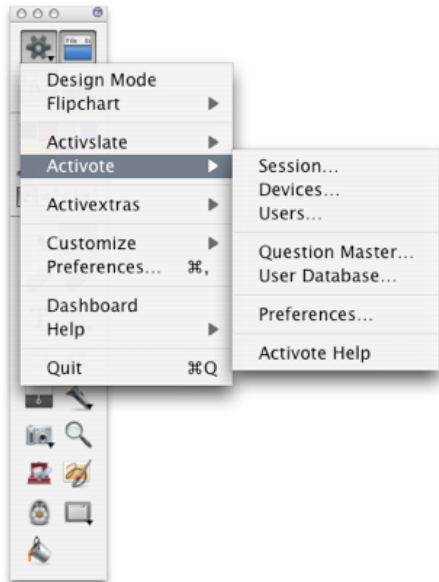 Design Mode
Flipchart
Activslate
Activote
Activextras
Customize
Preferences... ⌘,
Dashboard
Help
Quit ⌘Q
Session...
Devices...
Users...
Question Master...
User Database...
Preferences...
Activote Help